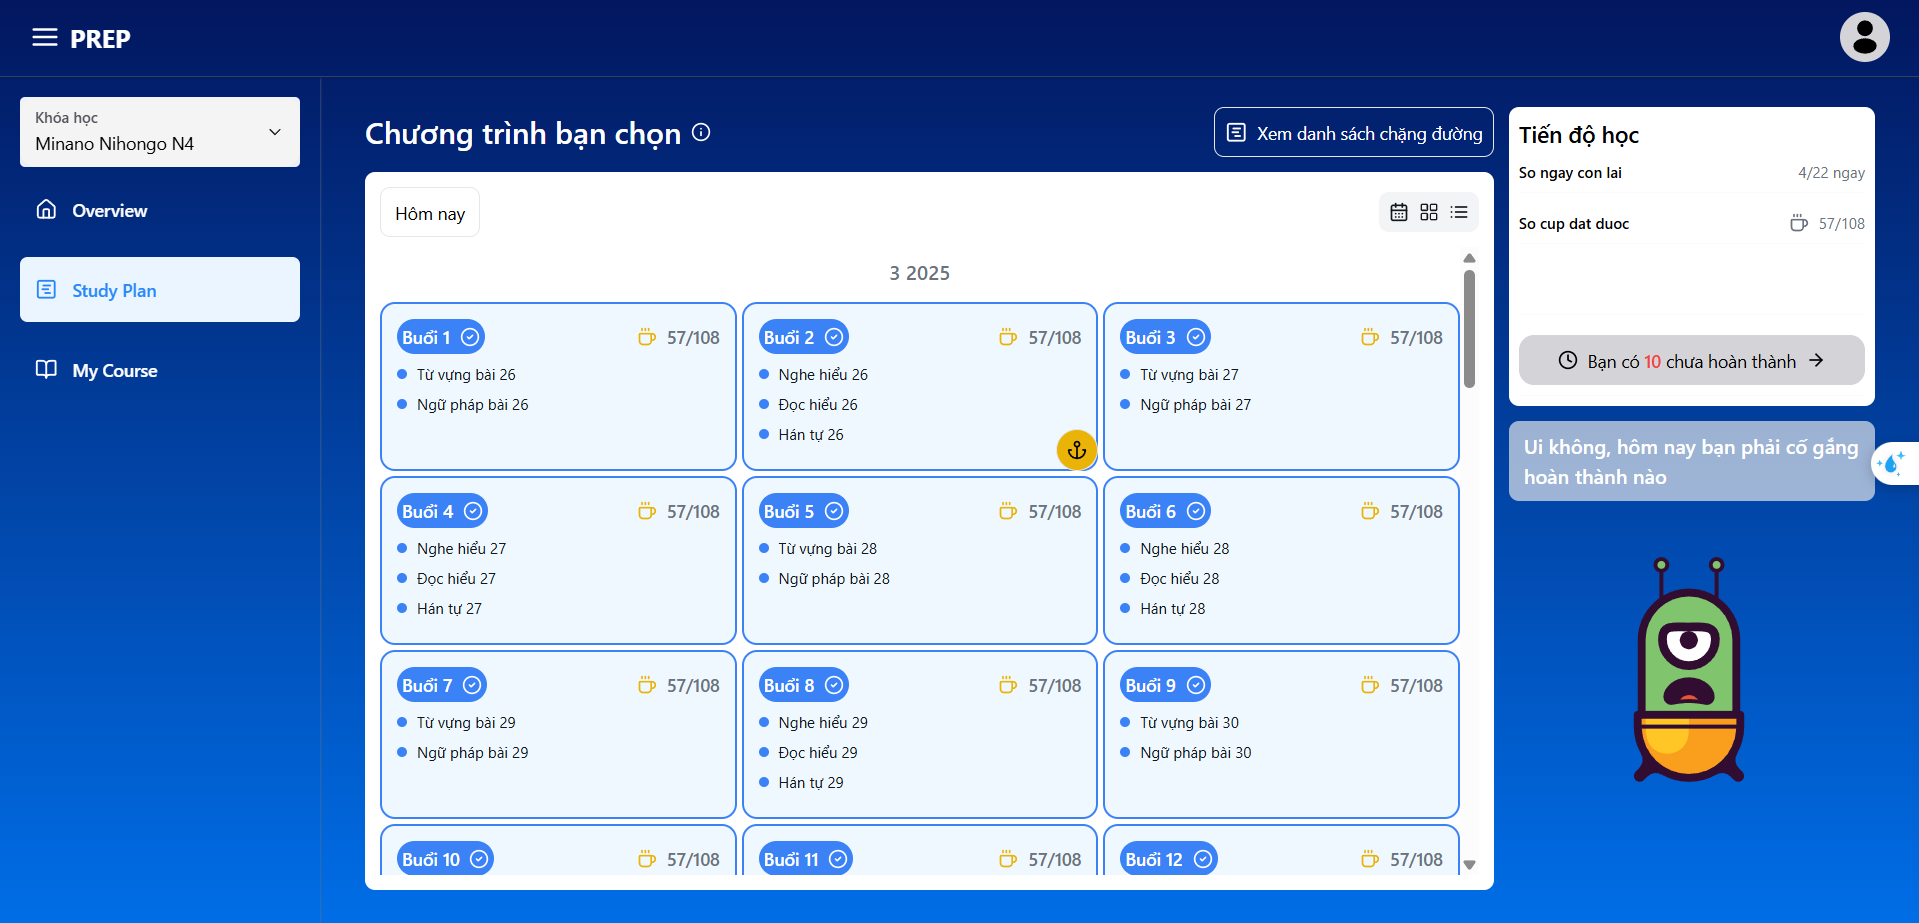 PREP
Khóa học
Minano Nihongo N4
Overview
Study Plan
My Course
Chương trình bạn chọn
Xem danh sách chặng đường
Hôm nay
3 2025
Buổi 1
57/108
Từ vựng bài 26
Ngữ pháp bài 26
Buổi 2
57/108
Nghe hiểu 26
Đọc hiểu 26
Hán tự 26
Buổi 3
57/108
Từ vựng bài 27
Ngữ pháp bài 27
Buổi 4
57/108
Nghe hiểu 27
Đọc hiểu 27
Hán tự 27
Buổi 5
57/108
Từ vựng bài 28
Ngữ pháp bài 28
Buổi 6
57/108
Nghe hiểu 28
Đọc hiểu 28
Hán tự 28
Buổi 7
57/108
Từ vựng bài 29
Ngữ pháp bài 29
Buổi 8
57/108
Nghe hiểu 29
Đọc hiểu 29
Hán tự 29
Buổi 9
57/108
Từ vựng bài 30
Ngữ pháp bài 30
Buổi 10
57/108
Buổi 11
57/108
Buổi 12
57/108
Tiến độ học
So ngay con lai
4/22 ngay
So cup dat duoc
57/108
Bạn có 10 chưa hoàn thành
Ui không, hôm nay bạn phải cố gắng
hoàn thành nào